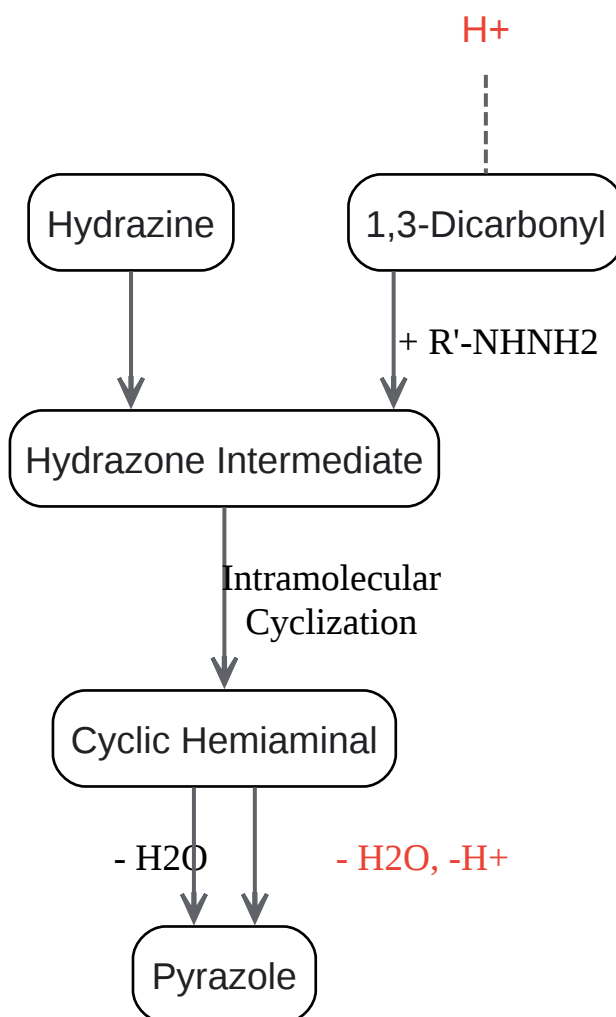 H+
Hydrazine
1,3-Dicarbonyl
+ R'-NHNH2
Hydrazone Intermediate
Intramolecular
Cyclization
Cyclic Hemiaminal
- H2O
- H2O, -H+
Pyrazole